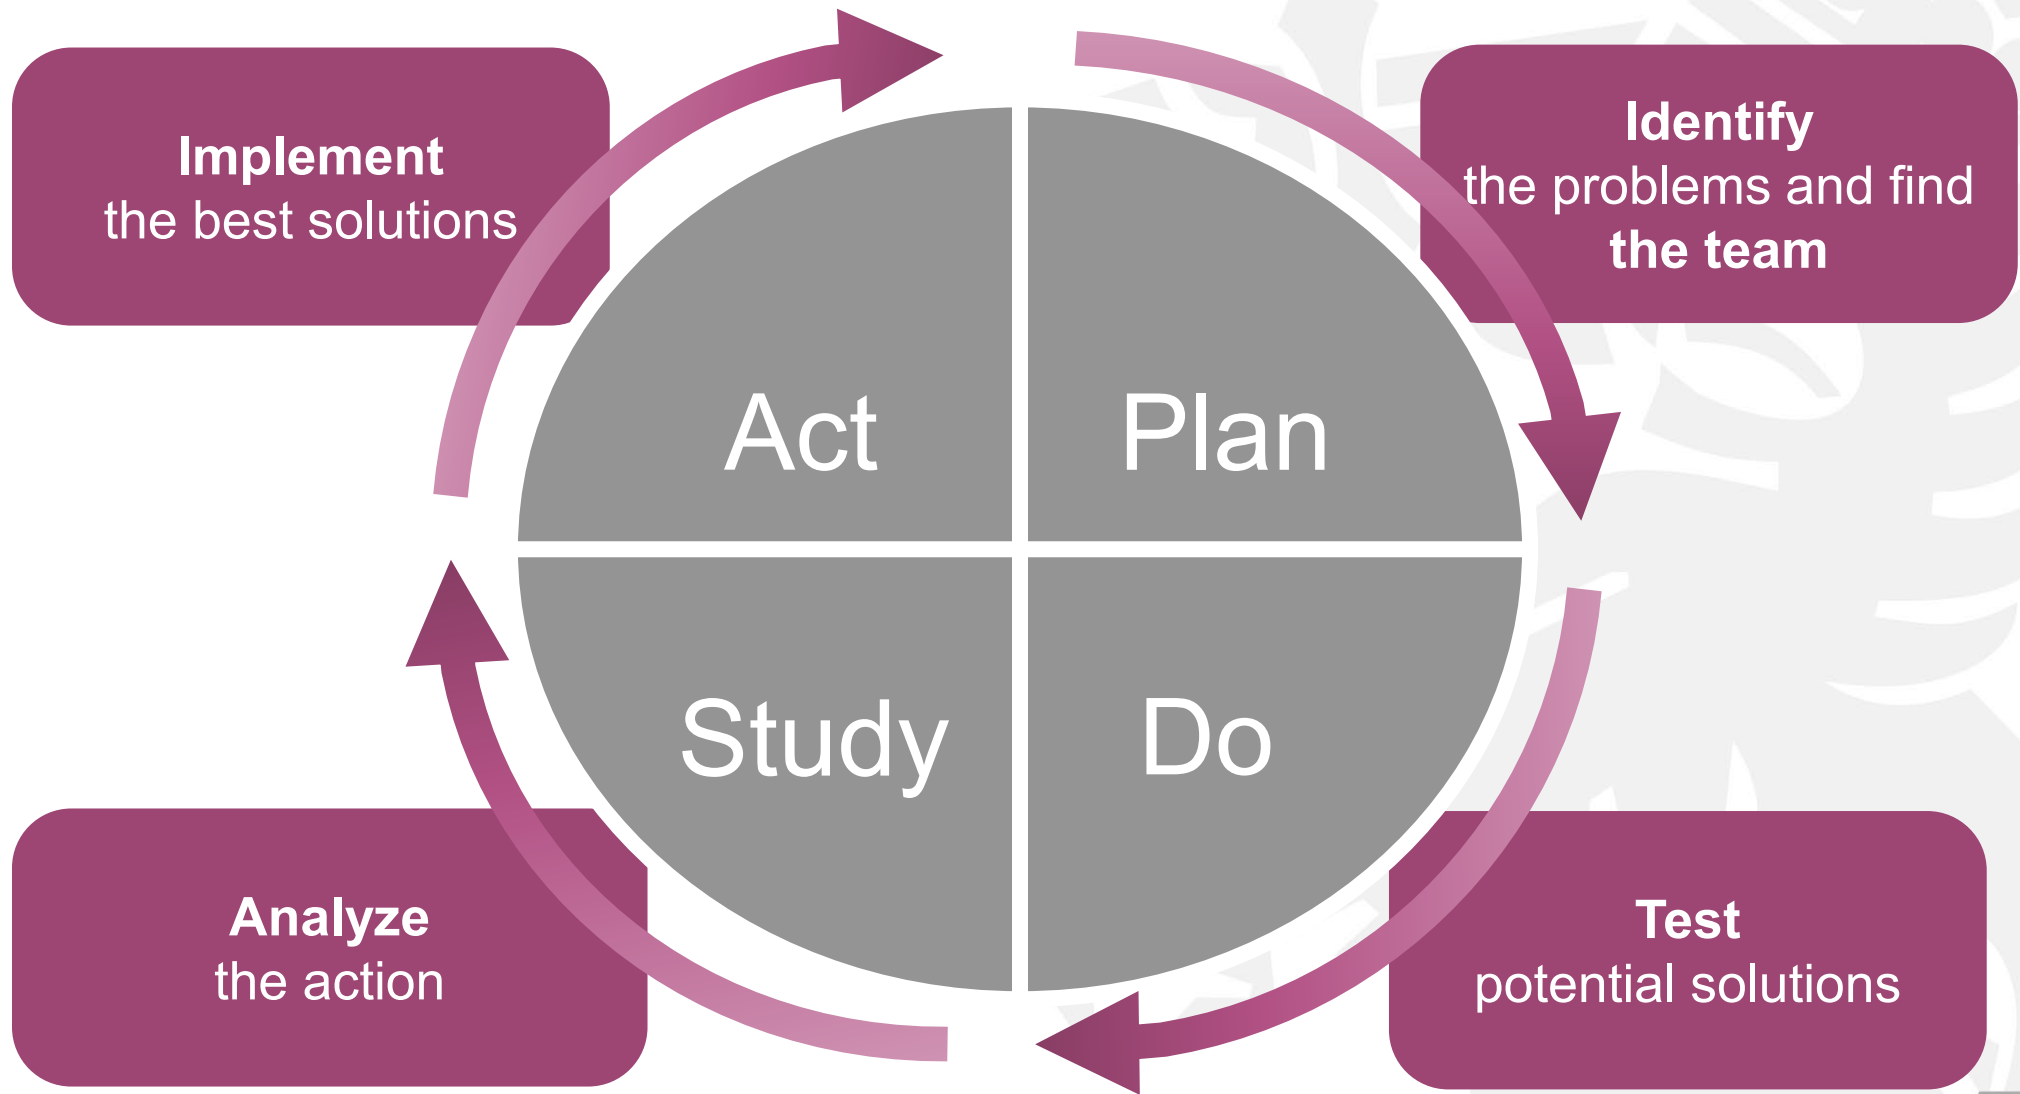 Implement
the best solutions
Identify
the problems and find
the team
Act
Plan
Study
Do
Analyze
the action
Test
potential solutions